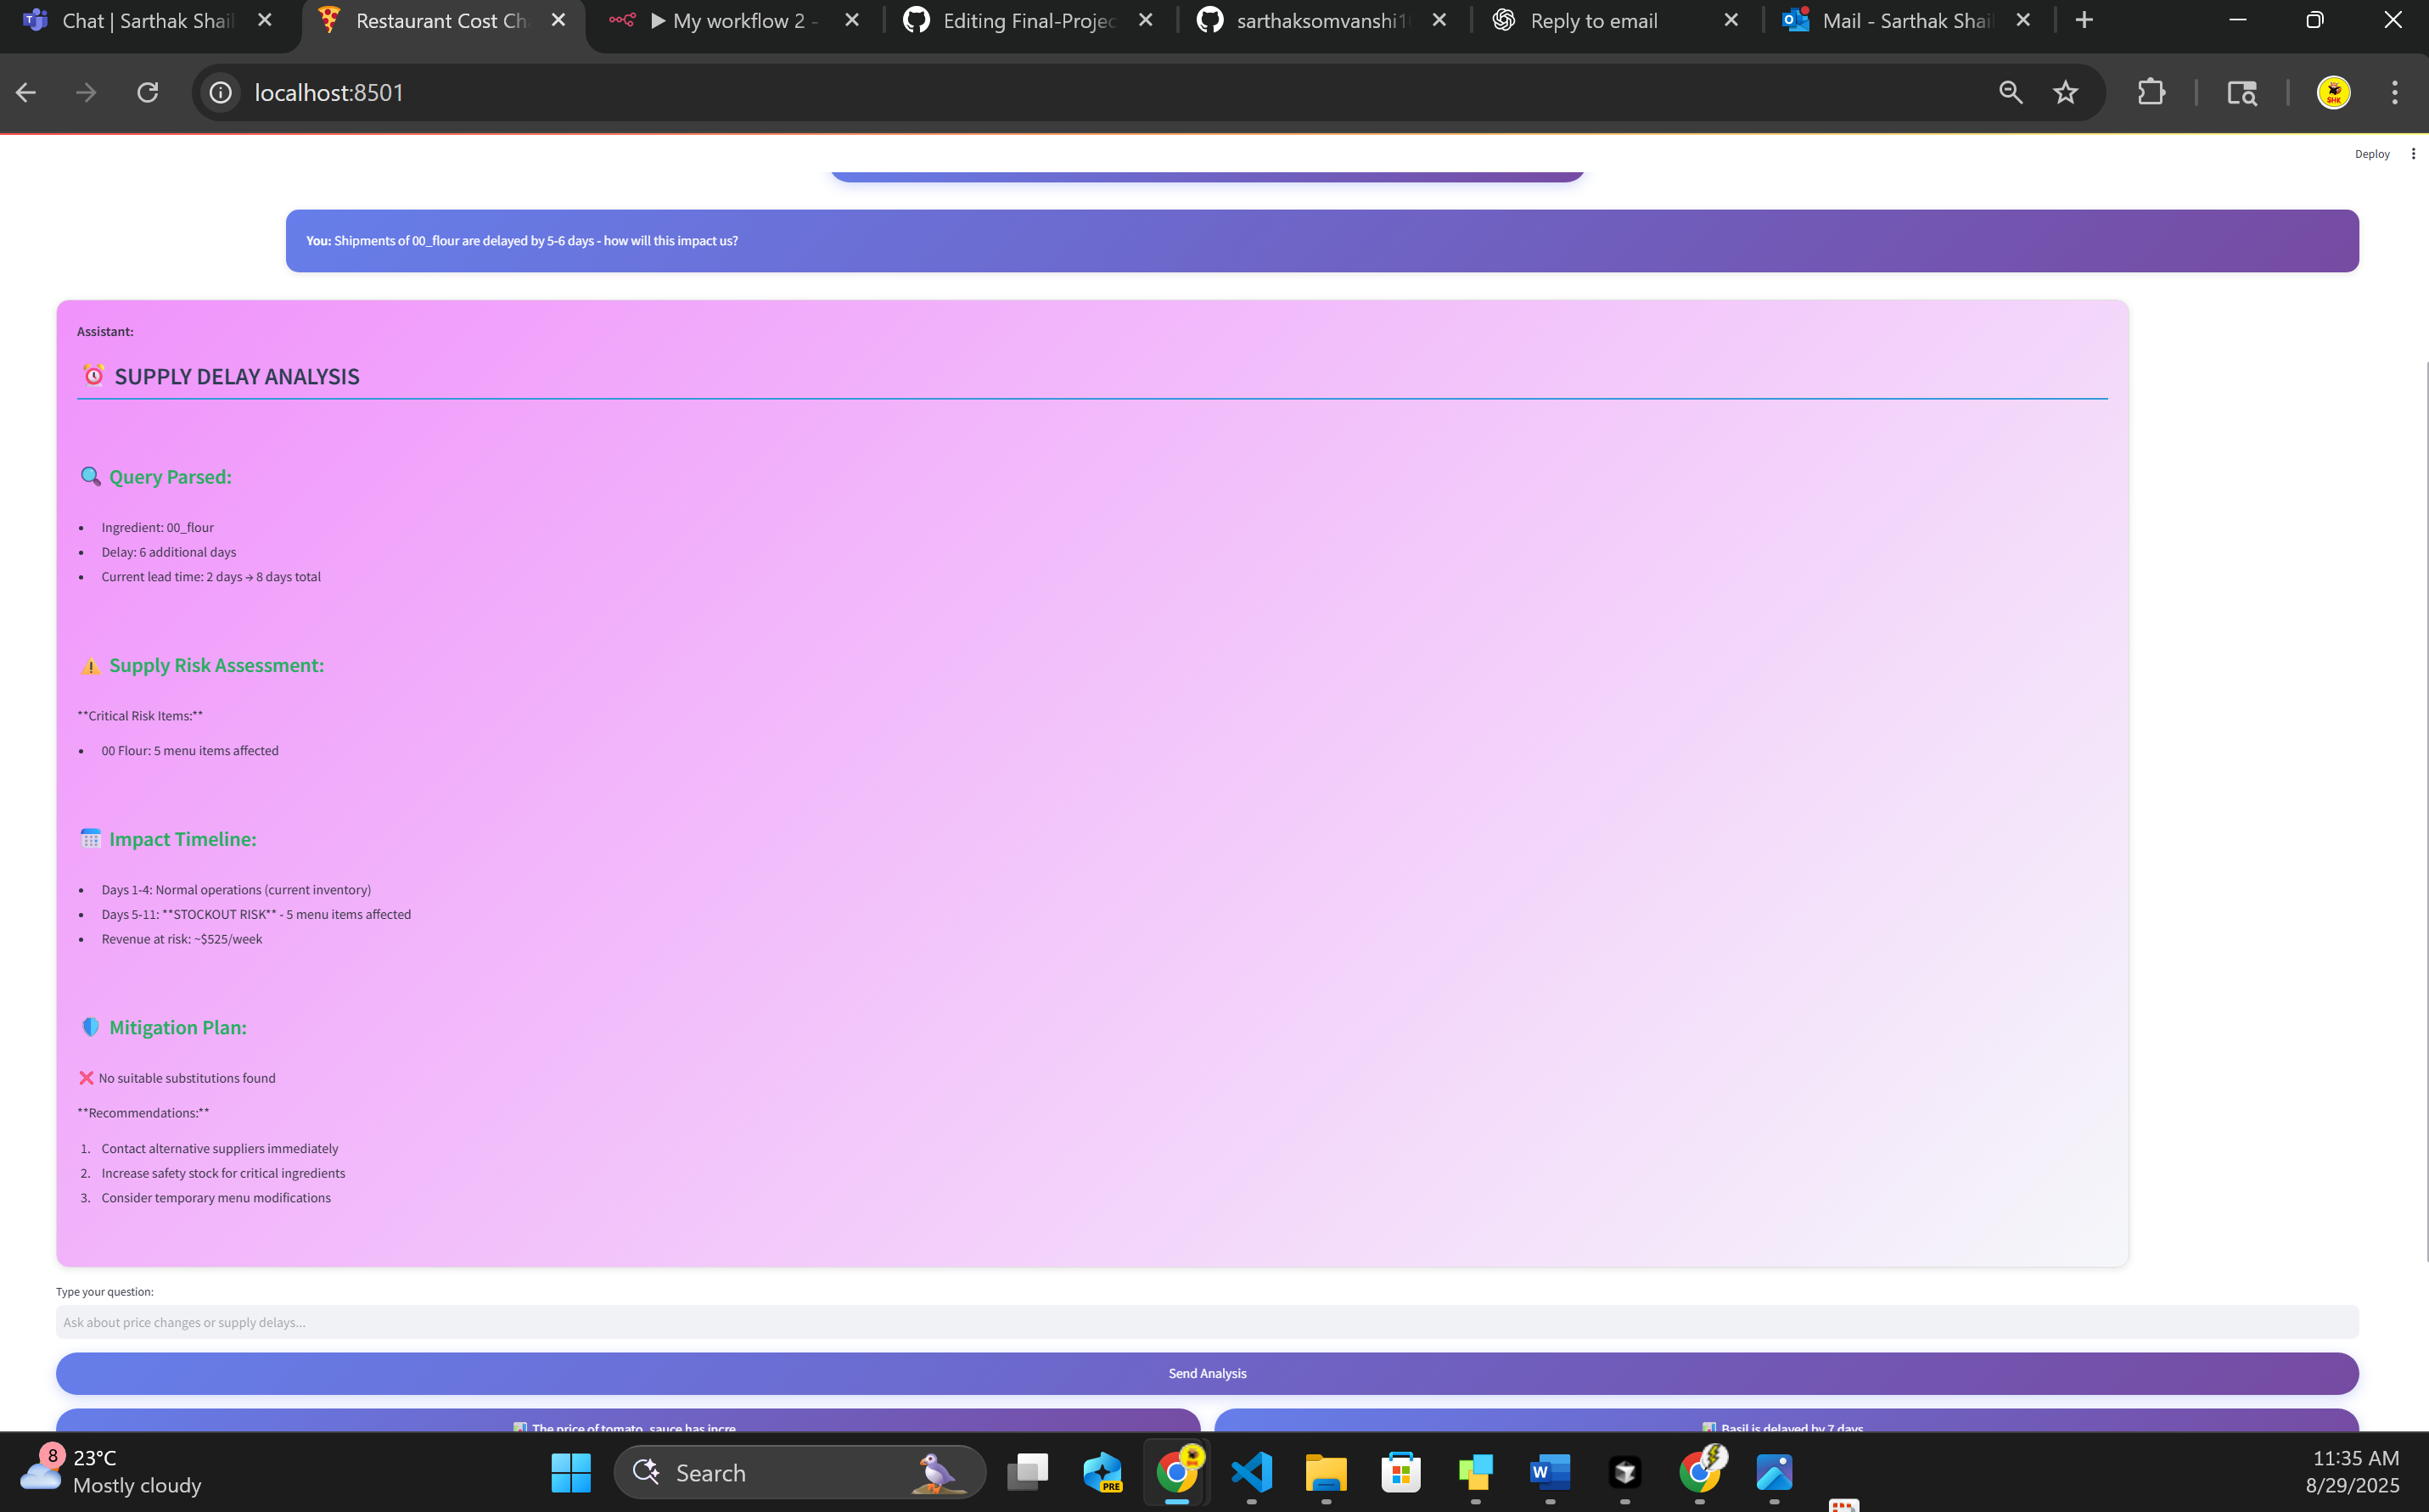 Chat | Sarthak Shail
Restaurant Cost Ch
My workflow 2 -
Editing Final-Projec
sarthaksomvanshi1
Reply to email
Mail - Sarthak Shail
localhost:8501
SHK
Deploy
You: Shipments of 00_flour are delayed by 5-6 days - how will this impact us?
Assistant:
⏰ SUPPLY DELAY ANALYSIS
🔍 Query Parsed:
• Ingredient: 00_flour
• Delay: 6 additional days
• Current lead time: 2 days → 8 days total
⚠️ Supply Risk Assessment:
**Critical Risk Items:**
• 00 Flour: 5 menu items affected
📅 Impact Timeline:
• Days 1-4: Normal operations (current inventory)
• Days 5-11: **STOCKOUT RISK** - 5 menu items affected
• Revenue at risk: ~$525/week
🛡️ Mitigation Plan:
❌ No suitable substitutions found
**Recommendations:**
1. Contact alternative suppliers immediately
2. Increase safety stock for critical ingredients
3. Consider temporary menu modifications
Type your question:
Ask about price changes or supply delays...
Send Analysis
📊 The price of tomato_sauce has incre
📊 Basil is delayed by 7 days
8
23°C
Mostly cloudy
Search
PRE
11:35 AM
8/29/2025